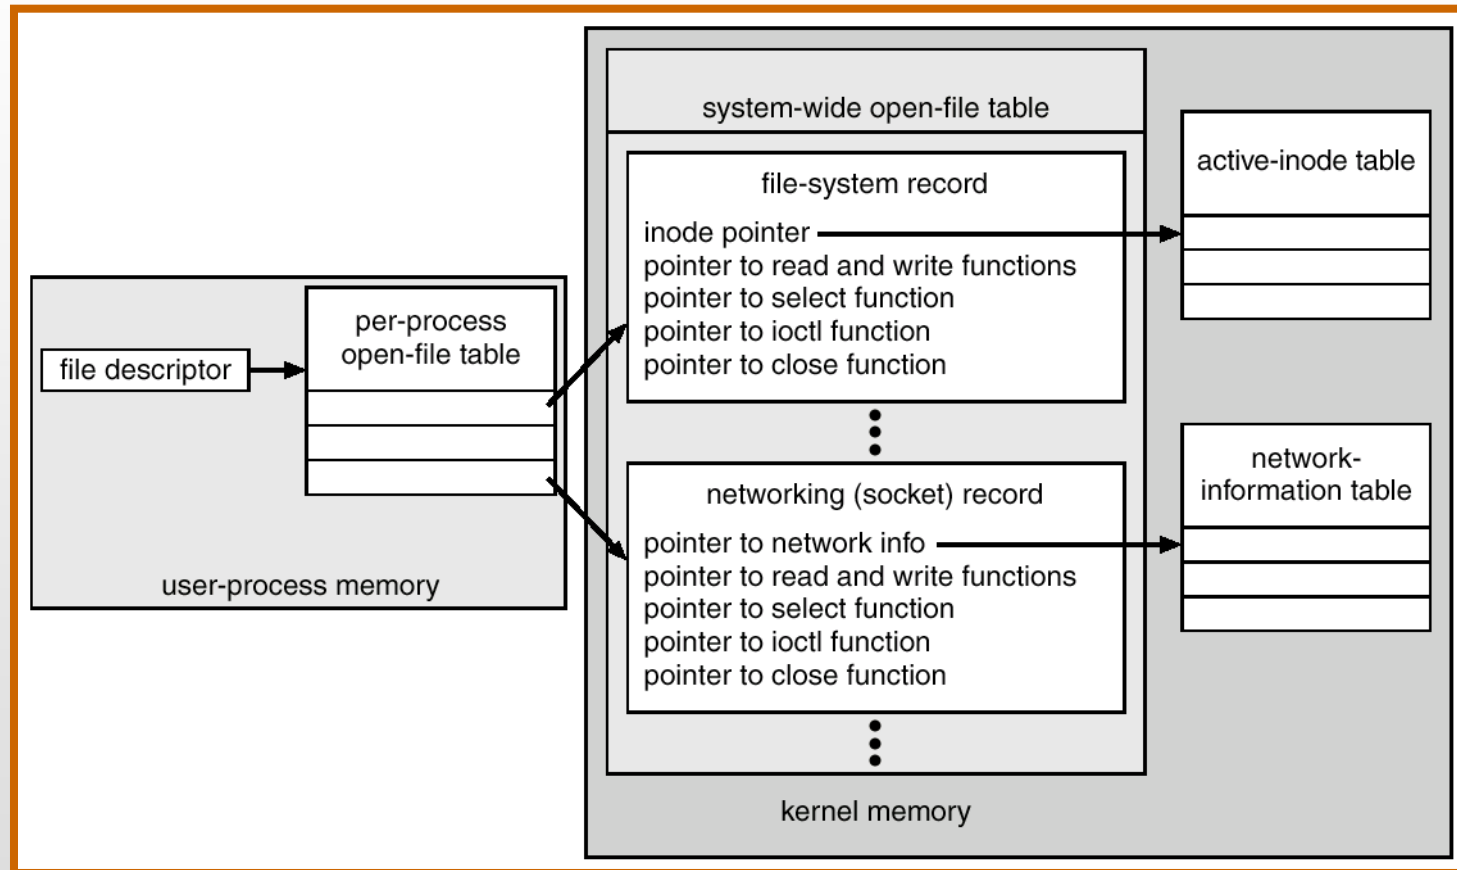 system-wide open-file table
file-system record
inode pointer
pointer to read and write functions
pointer to select function
pointer to ioctl function
pointer to close function
active-inode table
file descriptor
per-process
open-file table
user-process memory
networking (socket) record
pointer to network info
pointer to read and write functions
pointer to select function
pointer to ioctl function
pointer to close function
network-
information table
kernel memory